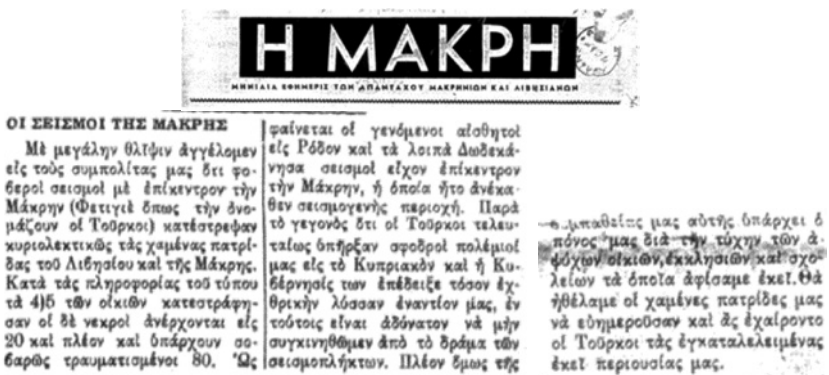 Η ΜΑΚΡΗ
ΜΗΝΙΑΙΑ ΕΦΗΜΕΡΙΣ ΤΩΝ ΑΠΑΝΤΑΧΟΥ ΜΑΚΡΗΝΙΩΝ ΚΑΙ ΛΙΒΗΣΙΑΝΩΝ
ΟΙ ΣΕΙΣΜΟΙ ΤΗΣ ΜΑΚΡΗΣ
Μὲ μεγάλην θλῖψιν ἀγγέλομεν
εἰς τοὺς συμπολίτας μας ὅτι φο-
βεροὶ σεισμοὶ μὲ ἐπίκεντρον τὴν
Μάκρην (Φετιγιὲ ὅπως τὴν ὀνο-
μάζουν οἱ Τοῦρκοι) κατέστρεψαν
κυριολεκτικῶς τὰς χαμένας πατρί-
δας τοῦ Λιβησίου καὶ τῆς Μάκρης.
Κατὰ τὰς πληροφορίας τοῦ τύπου
τὰ 4)5 τῶν οἰκιῶν κατεστράφη-
σαν οἱ δὲ νεκροὶ ἀνέρχονται εἰς
20 καὶ πλέον καὶ ὑπάρχουν σο-
βαρῶς τραυματισμένοι 80. Ὡς
φαίνεται οἱ γενόμενοι αἰσθητοὶ
εἰς Ρόδον καὶ τὰ λοιπὰ Δωδεκά-
νησα σεισμοὶ εἶχον ἐπίκεντρον
τὴν Μάκρην, ἡ ὁποία ἦτο ἀνέκα-
θεν σεισμογενὴς περιοχή. Παρὰ
τὸ γεγονὸς ὅτι οἱ Τοῦρκοι τελευ-
ταίως ὑπῆρξαν σφοδροὶ πολέμιοί
μας εἰς τὸ Κυπριακὸν καὶ ἡ Κυ-
βέρνησίς των ἐπέδειξε τόσον ἐχ-
θρικὴν λύσσαν ἐναντίον μας, ἐν
τούτοις εἶναι ἀδύνατον νὰ μὴν
συγκινηθῶμεν ἀπὸ τὸ δρᾶμα τῶν
σεισμοπλήκτων. Πλέον ὅμως τῆς
συμπαθείας μας αὐτῆς ὑπάρχει ὁ
πόνος μας διὰ τὴν τύχην τῶν ἀ-
ψύχων οἰκιῶν, ἐκκλησιῶν καὶ σχο-
λείων τὰ ὁποῖα ἀφίσαμε ἐκεῖ. Θὰ
ἠθέλαμε οἱ χαμένες πατρίδες μας
νὰ εὐημεροῦσαν καὶ ἂς ἐχαίροντο
οἱ Τοῦρκοι τὰς ἐγκαταλελειμένας
ἐκεῖ περιουσίας μας.